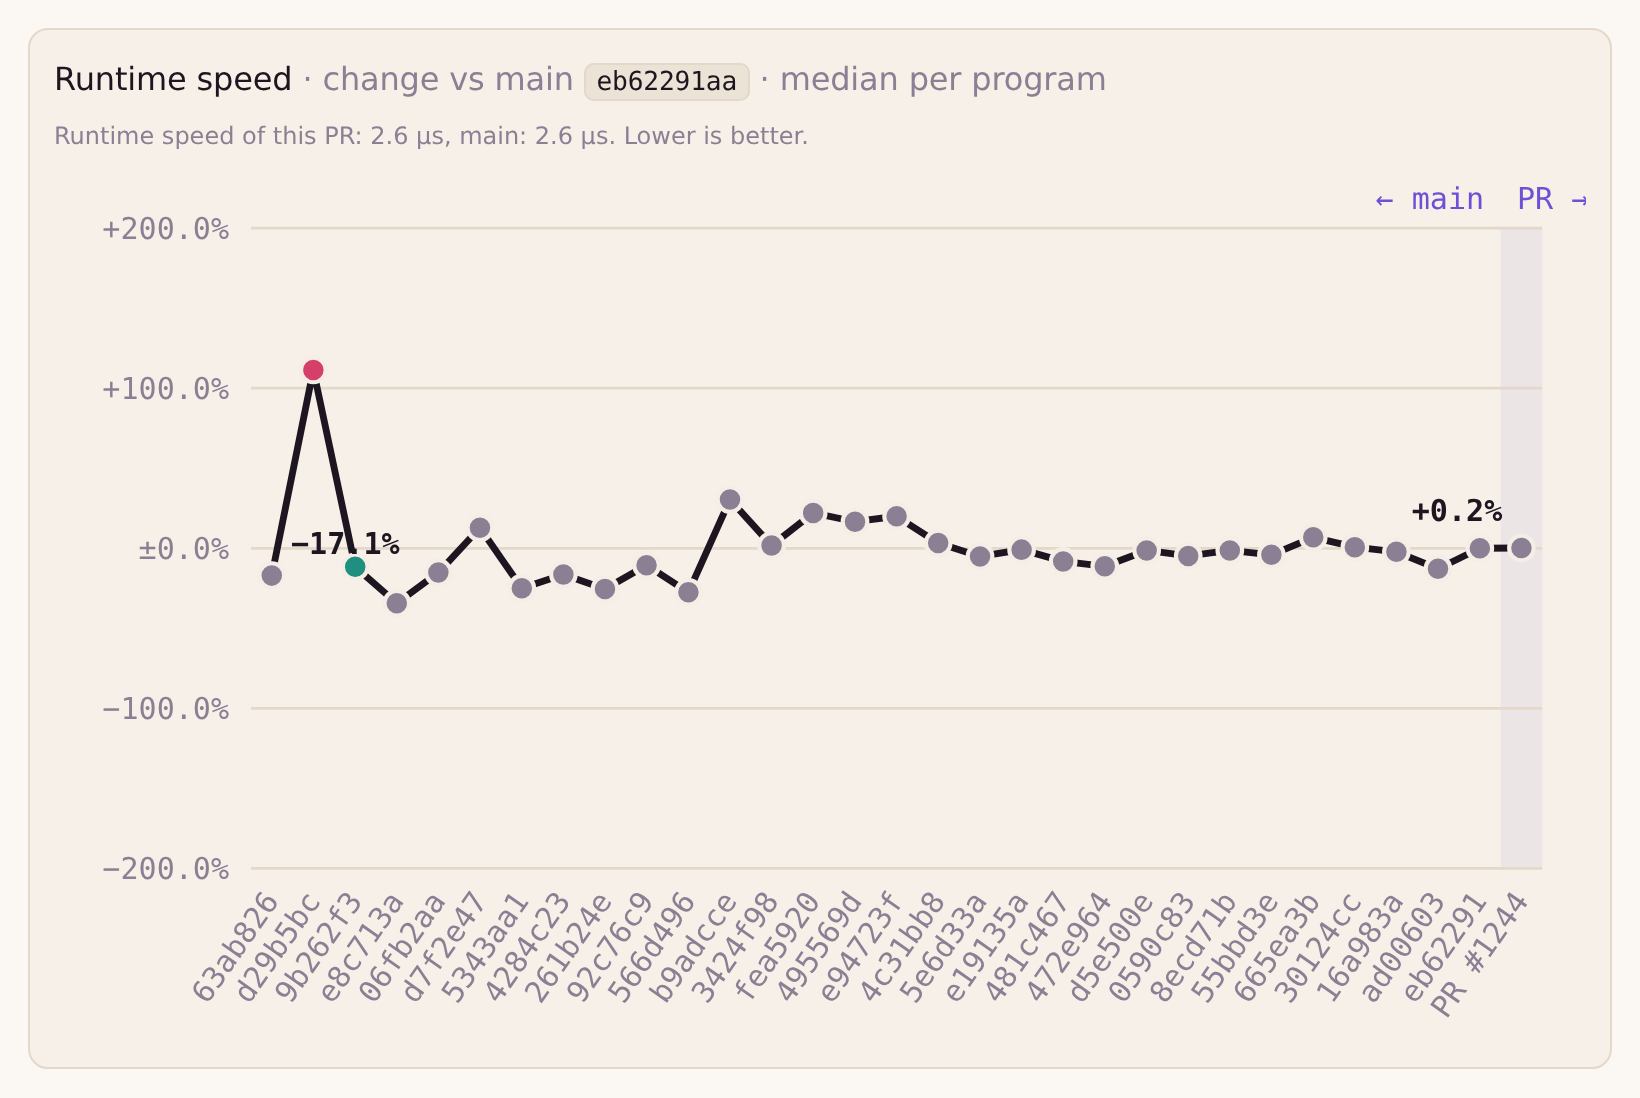 Runtime speed · change vs main eb62291aa · median per program
Runtime speed of this PR: 2.6 µs, main: 2.6 µs. Lower is better.
← main PR →
+200.0%
+100.0%
±0.0%
−100.0%
−200.0%
−17.1%
+0.2%
63ab826
d29b5bc
9b262f3
e8c713a
06fb2aa
d7f2e47
5343aa1
4284c23
261b24e
92c76c9
566d496
b9adcce
3424f98
fea5920
495569d
e94723f
4c31bb8
5e6d33a
e19135a
481c467
472e964
d5e500e
0590c83
8ecd71b
55bbd3e
665ea3b
30124cc
16a983a
ad00603
eb62291
PR #1244